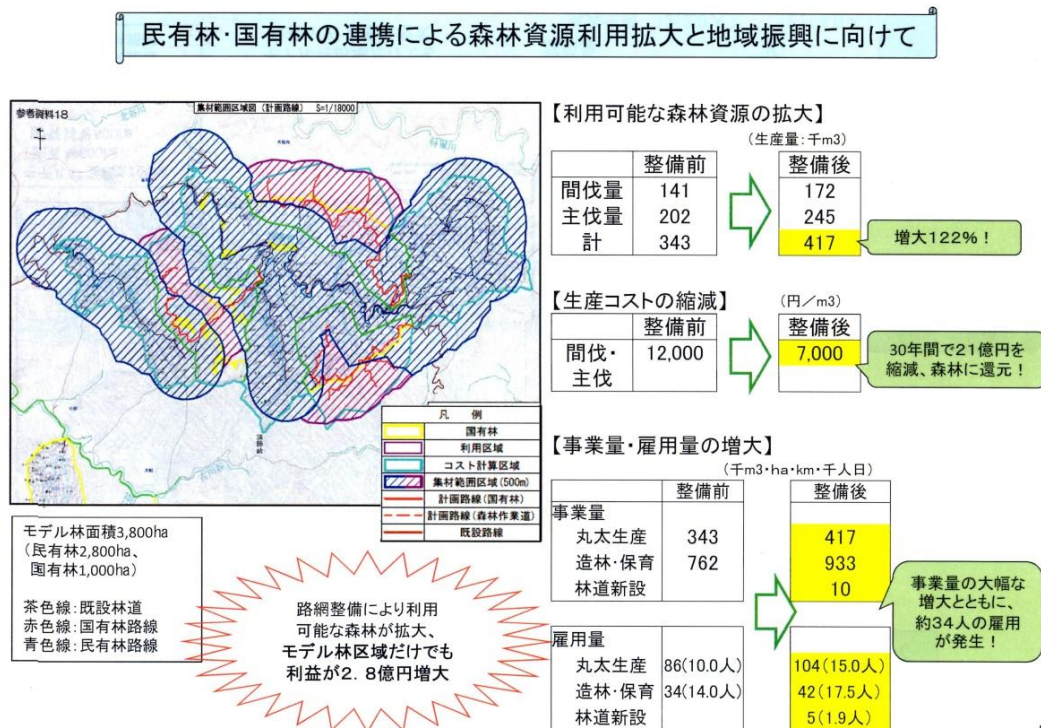 民有林・国有林の連携による森林資源利用拡大と地域振興に向けて
参考資料18
集材範囲区域図（計画路線） S=1/18000
凡 例
国有林
利用区域
コスト計算区域
集材範囲区域(500m)
計画路線(国有林)
計画路線(森林作業道)
既設路線
モデル林面積3,800ha
(民有林2,800ha、
国有林1,000ha)
茶色線:既設林道
赤色線:国有林路線
青色線:民有林路線
路網整備により利用
可能な森林が拡大、
モデル林区域だけでも
利益が2.8億円増大
【利用可能な森林資源の拡大】
(生産量:千m3)
整備前 整備後
間伐量 141 172
主伐量 202 245
計 343 417
増大122%!
【生産コストの縮減】
(円/m3)
整備前 整備後
間伐・ 12,000 7,000
主伐
30年間で21億円を
縮減、森林に還元!
【事業量・雇用量の増大】
(千m3・ha・km・千人日)
整備前 整備後
事業量
丸太生産 343 417
造林・保育 762 933
林道新設 10
事業量の大幅な
増大とともに、
約34人の雇用
が発生!
雇用量
丸太生産 86(10.0人) 104(15.0人)
造林・保育 34(14.0人) 42(17.5人)
林道新設 5(1.9人)